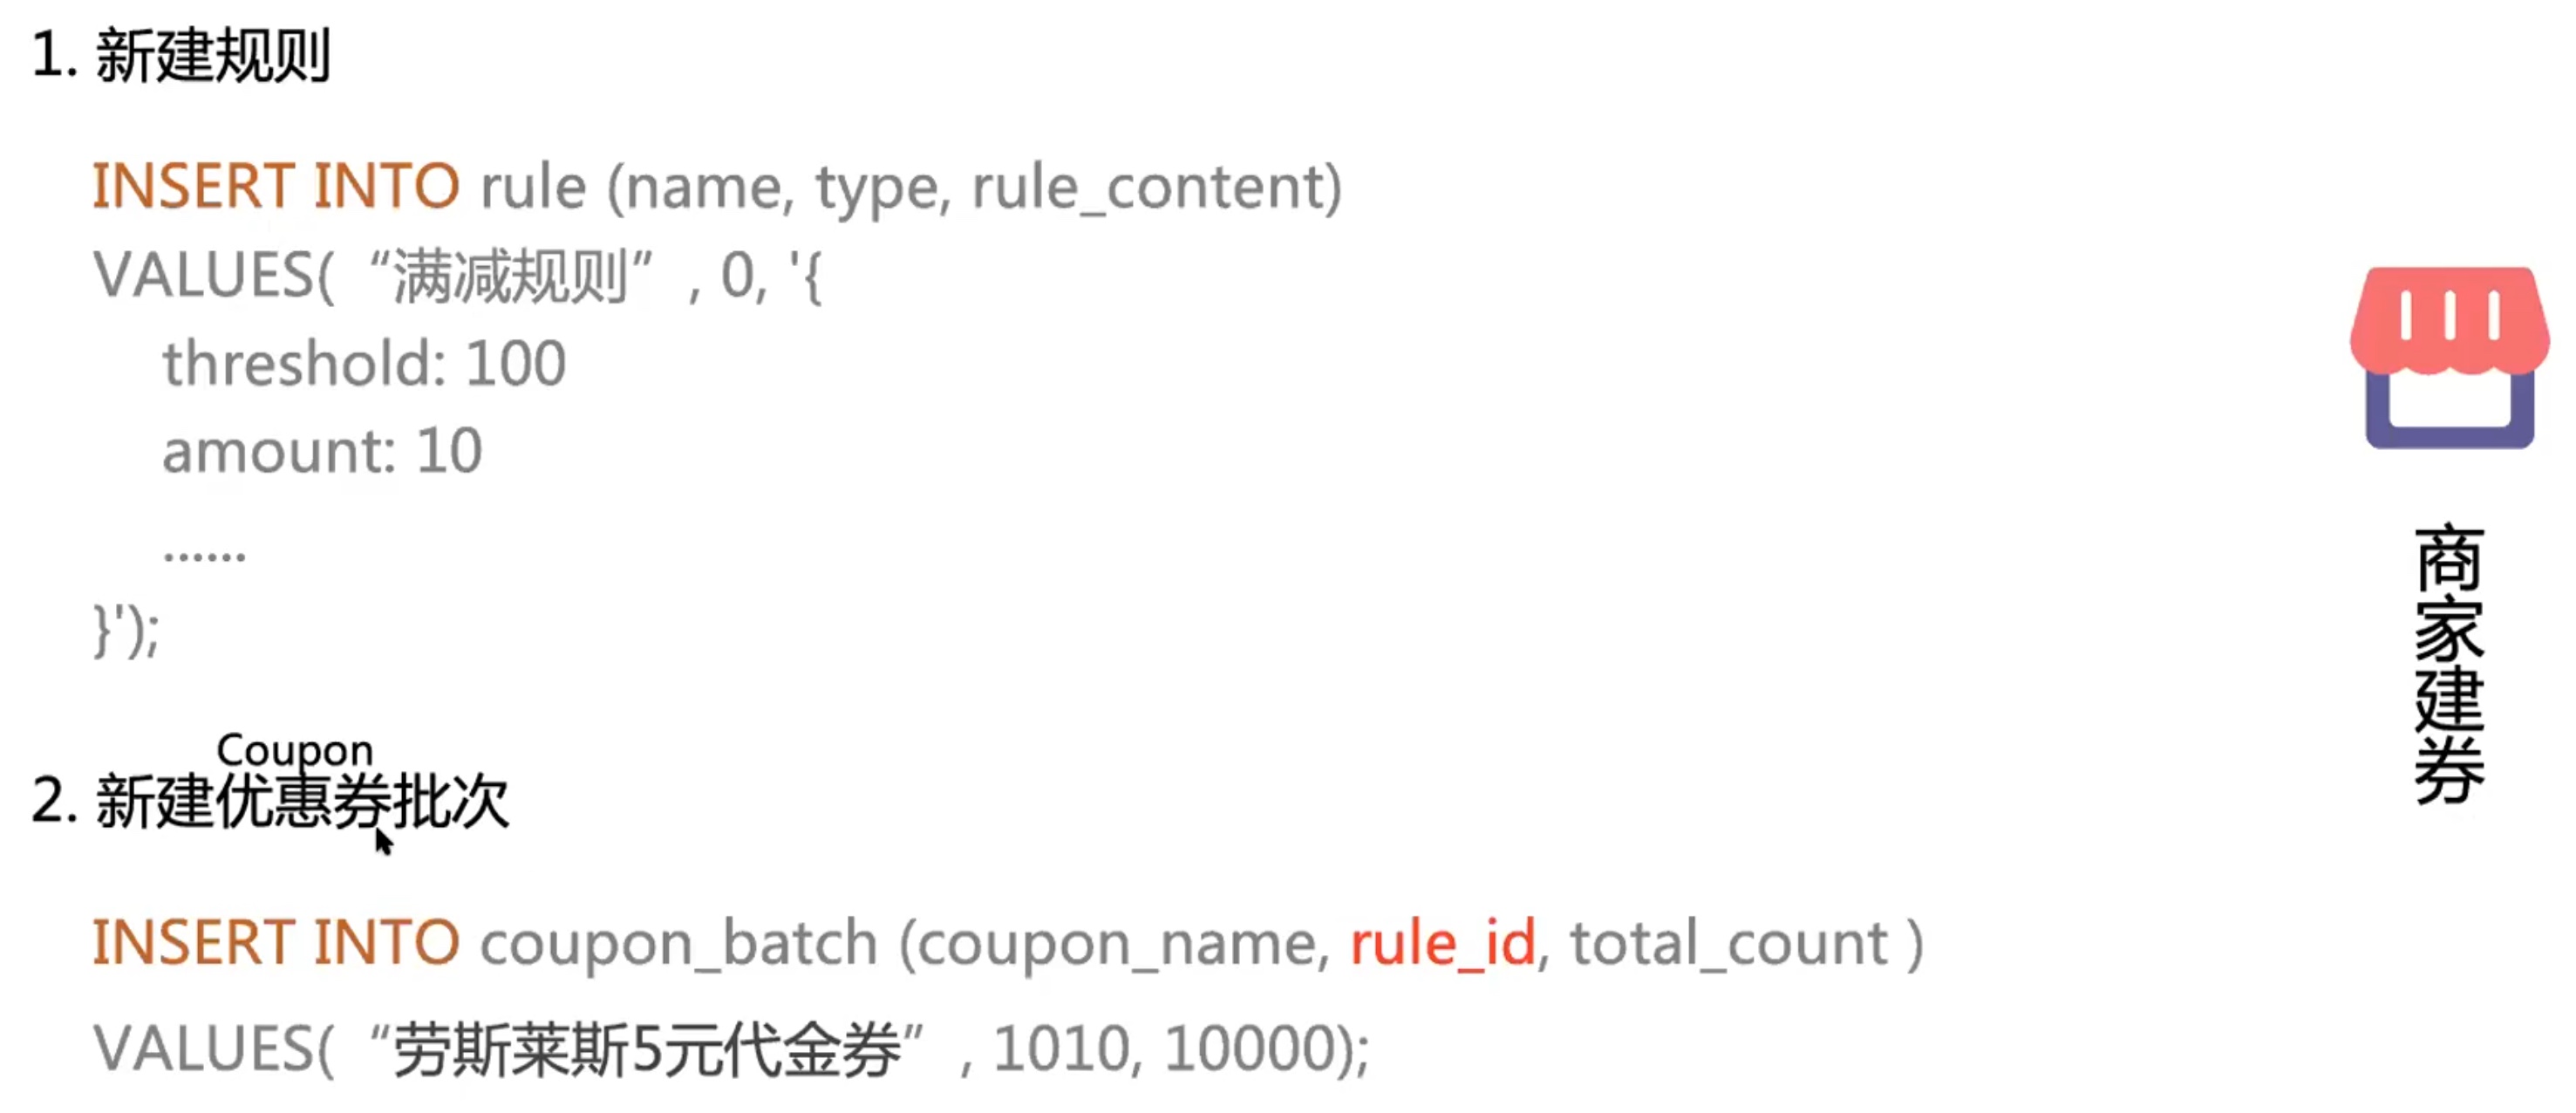 1. 新建规则
INSERT INTO rule (name, type, rule_content)
VALUES( “满减规则” , 0, '{
threshold: 100
amount: 10
......
}');
Coupon
2. 新建优惠券批次
INSERT INTO coupon_batch (coupon_name, rule_id, total_count )
VALUES( “劳斯莱斯5元代金券” , 1010, 10000);
商家建券